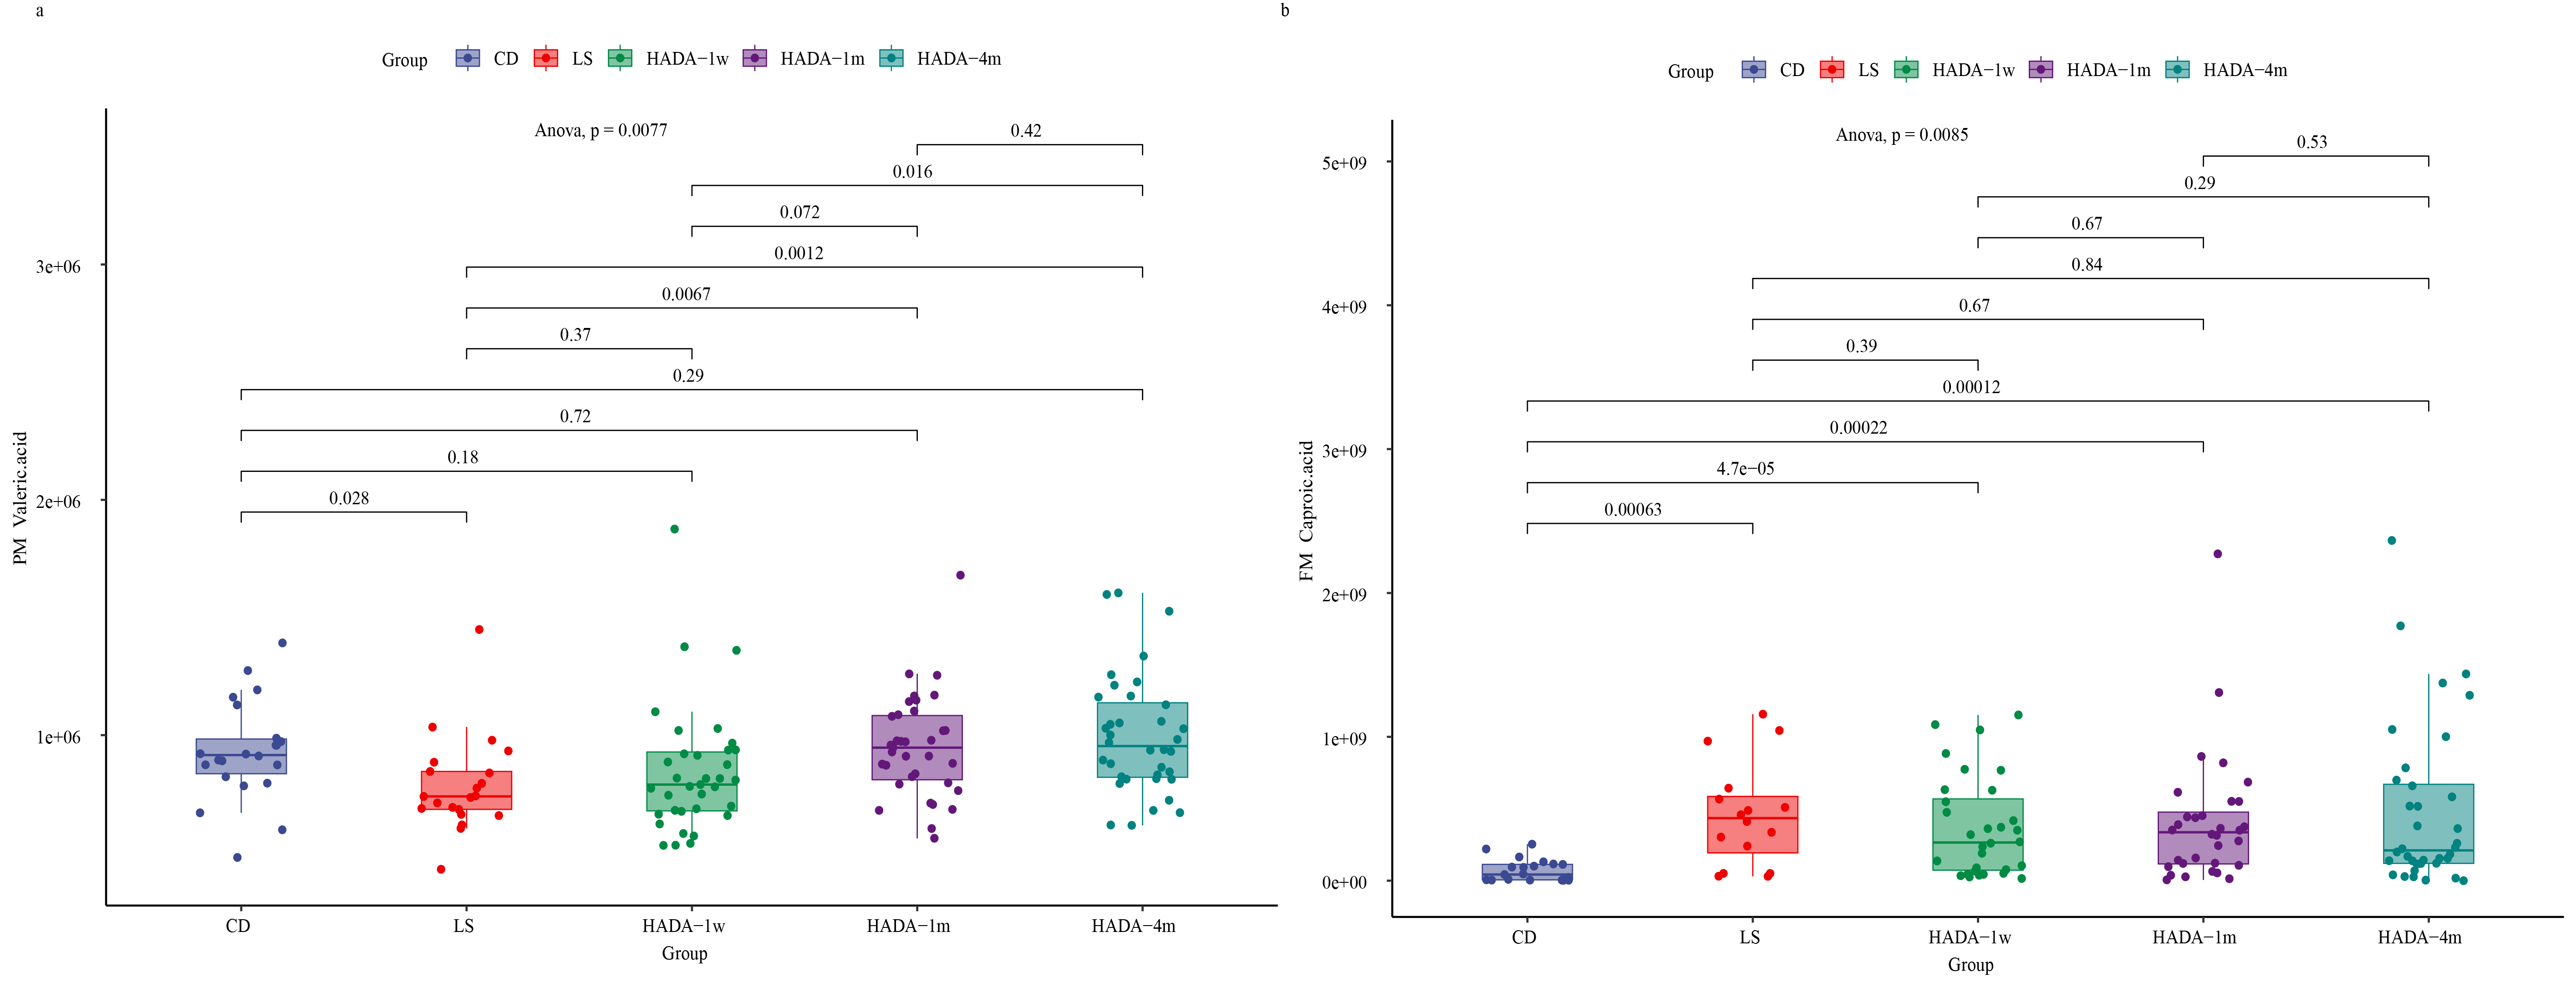 a
Group CD LS HADA−1w HADA−1m HADA−4m
Anova, p = 0.0077
0.42
0.016
0.072
0.0012
0.0067
0.37
0.29
0.72
0.18
0.028
3e+06
2e+06
1e+06
PM Valeric.acid
CD LS HADA−1w HADA−1m HADA−4m
Group
b
Group CD LS HADA−1w HADA−1m HADA−4m
Anova, p = 0.0085
0.53
0.29
0.67
0.84
0.67
0.39
0.00012
0.00022
4.7e−05
0.00063
5e+09
4e+09
3e+09
2e+09
1e+09
0e+00
FM Caproic.acid
CD LS HADA−1w HADA−1m HADA−4m
Group